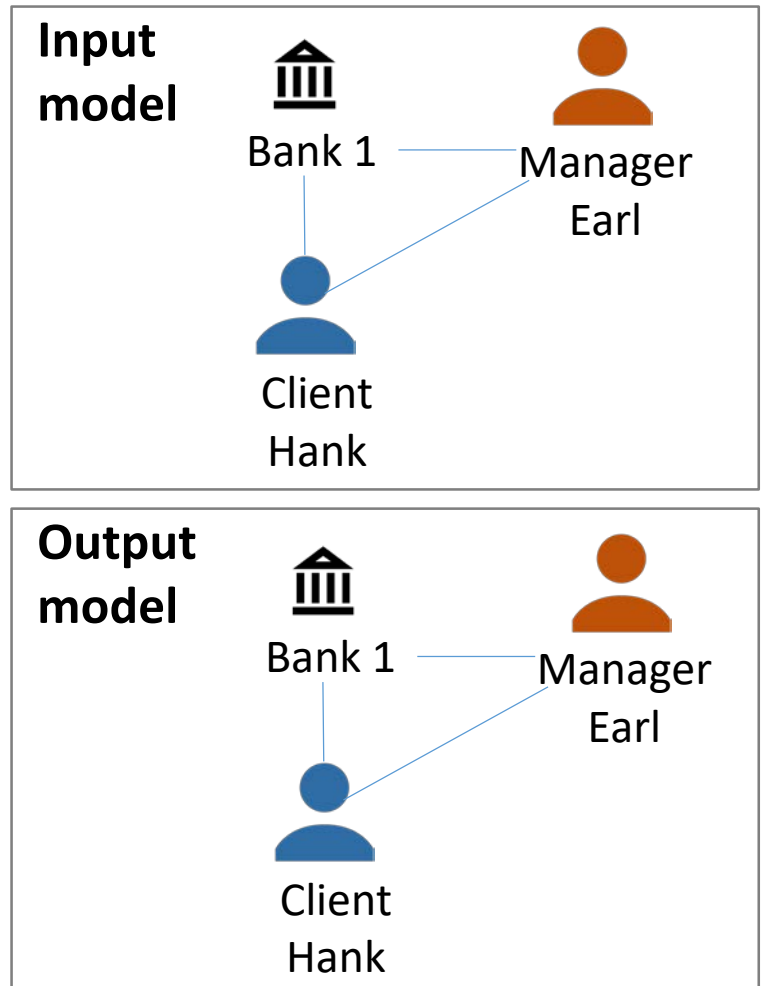 Input
model
Bank 1
Manager
Earl
Client
Hank
Output
model
Bank 1
Manager
Earl
Client
Hank